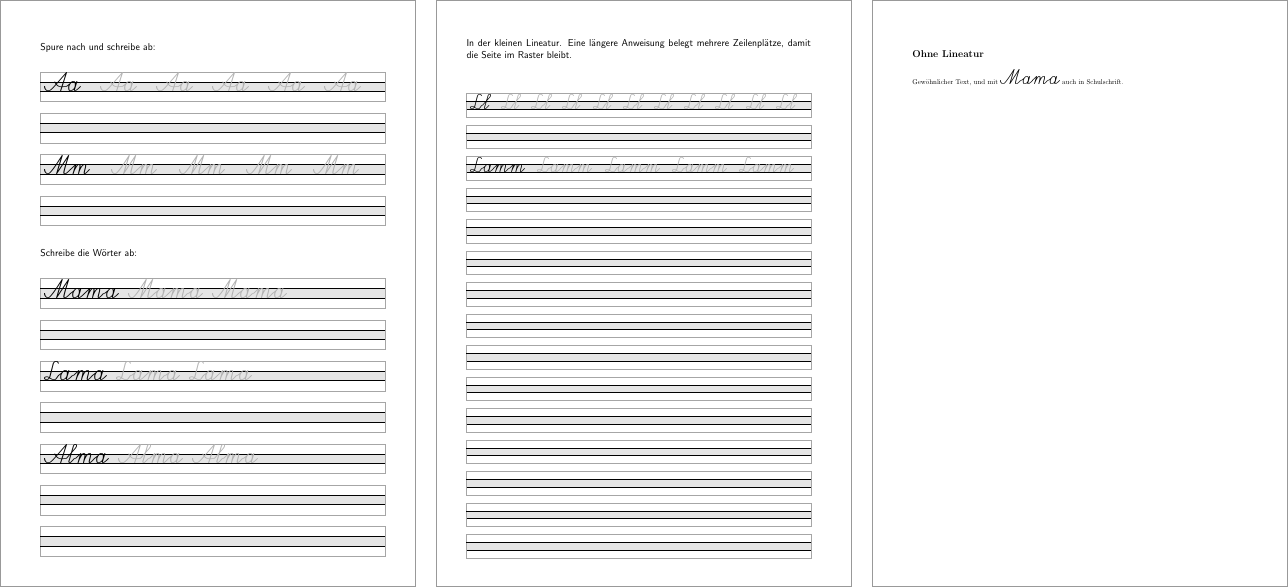 Spure nach und schreibe ab:
Aa Aa Aa Aa Aa Aa
Mm Mm Mm Mm Mm
Schreibe die Wörter ab:
Mama Mama Mama
Lama Lama Lama
Alma Alma Alma
In der kleinen Lineatur. Eine längere Anweisung belegt mehrere Zeilenplätze, damit
die Seite im Raster bleibt.
Ll Ll Ll Ll Ll Ll Ll Ll Ll Ll Ll
Lamm Lamm Lamm Lamm Lamm
Ohne Lineatur
Gewöhnlicher Text, und mit Mama auch in Schulschrift.